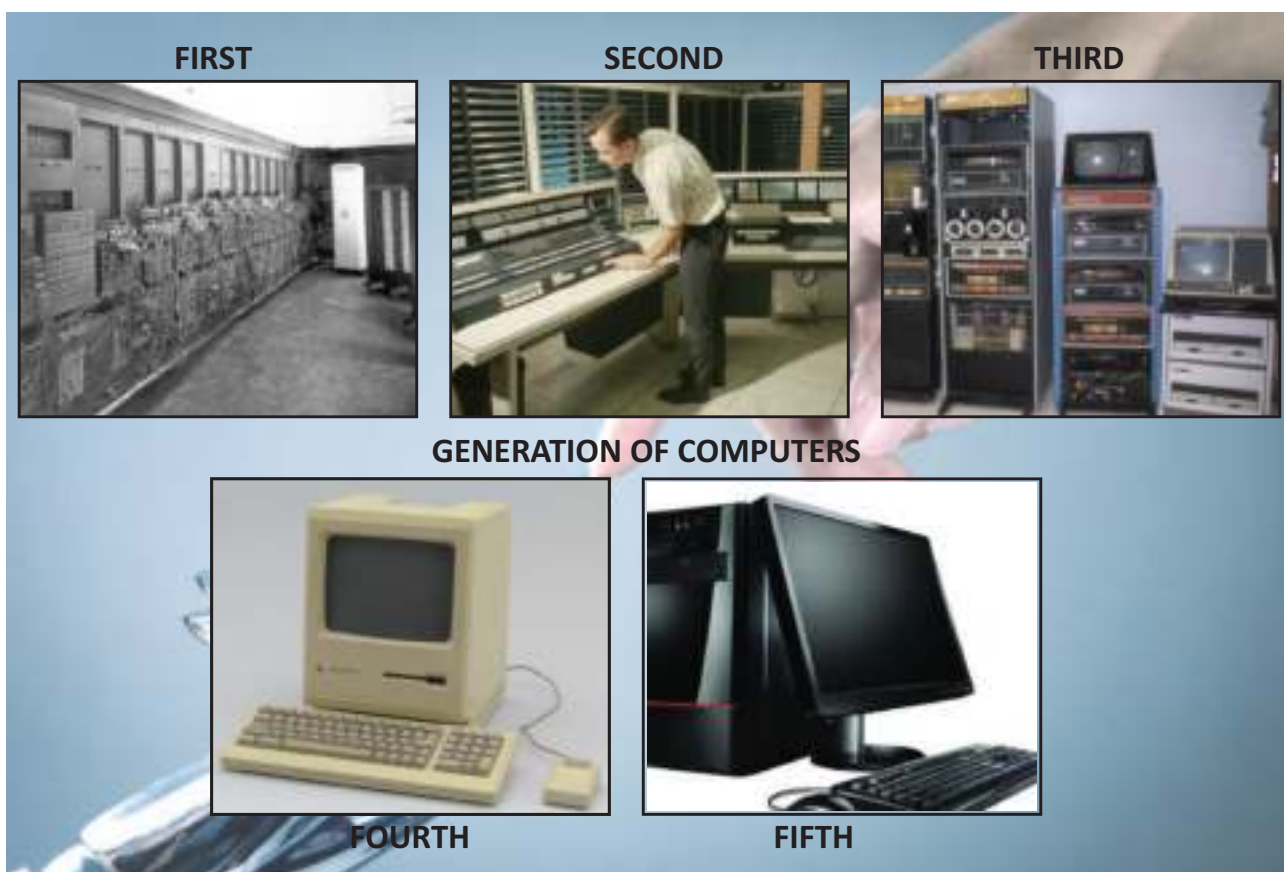 FIRST
SECOND
THIRD
GENERATION OF COMPUTERS
FOURTH
FIFTH